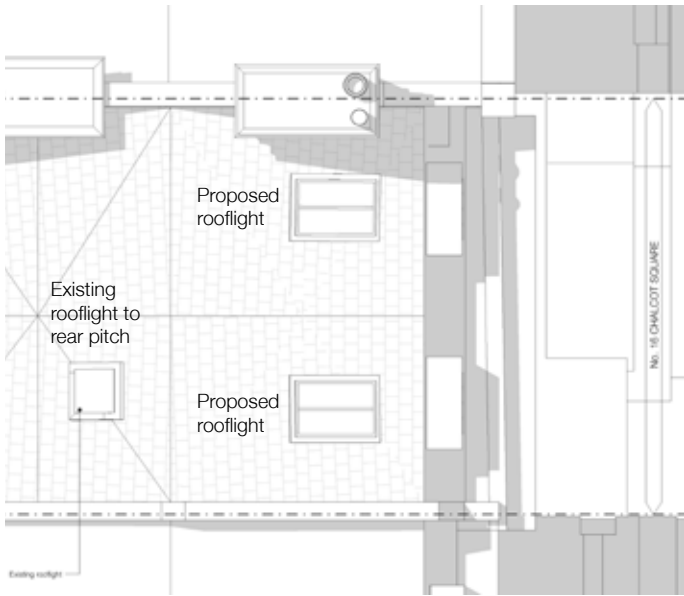 Proposed
rooflight
Existing
rooflight to
rear pitch
Proposed
rooflight
No. 16 CHALCOT SQUARE
Existing rooflight